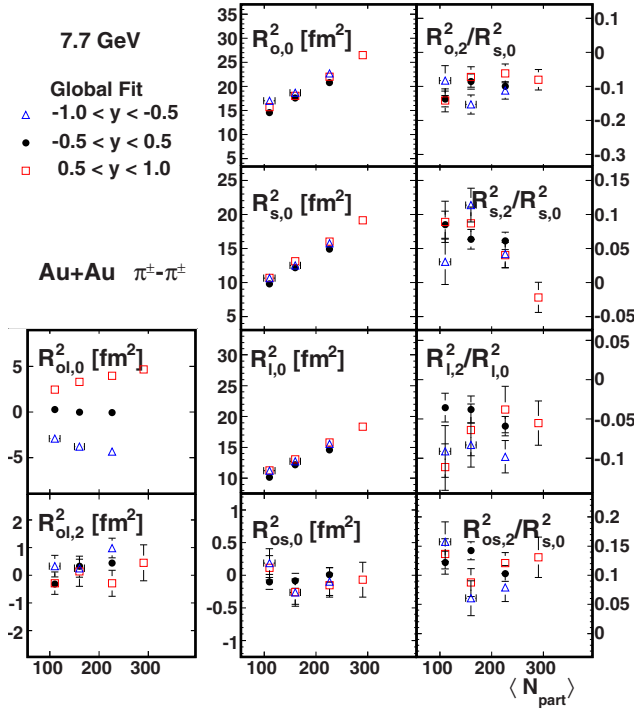 7.7 GeV
Global Fit
-1.0 < y < -0.5
-0.5 < y < 0.5
0.5 < y < 1.0
Au+Au π±-π±
R²o,0 [fm²]
35
30
25
20
15
10
5
R²o,2/R²s,0
0.1
0
-0.1
-0.2
-0.3
R²s,0 [fm²]
25
20
15
10
5
R²s,2/R²s,0
0.15
0.1
0.05
0
-0.05
R²ol,0 [fm²]
5
0
-5
R²l,0 [fm²]
30
25
20
15
10
R²l,2/R²l,0
0.05
0
-0.05
-0.1
R²ol,2 [fm²]
2
1
0
-1
-2
R²os,0 [fm²]
0.5
0
-0.5
-1
R²os,2/R²s,0
0.2
0.15
0.1
0.05
0
100 200 300
100 200 300
100 200 300
⟨ N_part ⟩